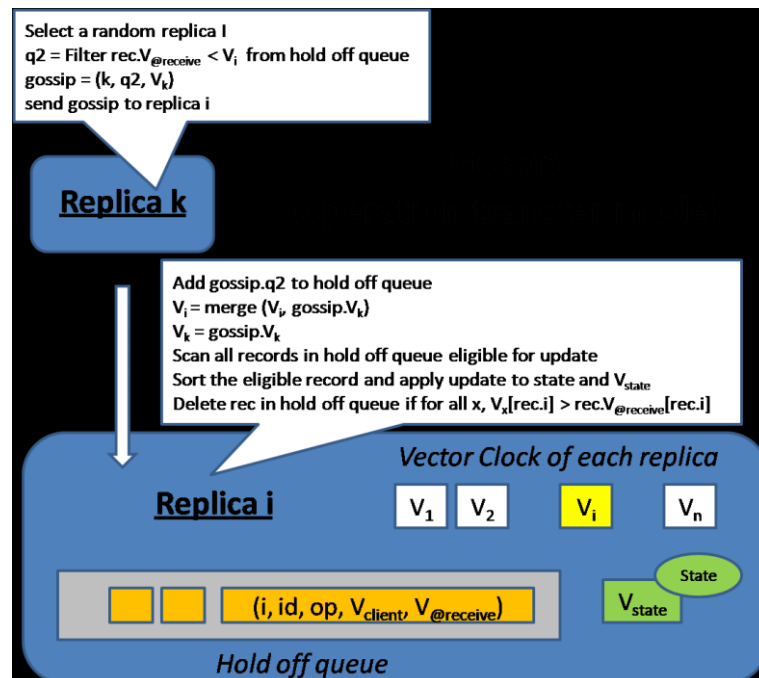 Select a random replica I
q2 = Filter rec.V@receive < Vi from hold off queue
gossip = (k, q2, Vk)
send gossip to replica i
Replica k
Add gossip.q2 to hold off queue
Vi = merge (Vi, gossip.Vk)
Vk = gossip.Vk
Scan all records in hold off queue eligible for update
Sort the eligible record and apply update to state and Vstate
Delete rec in hold off queue if for all x, Vx[rec.i] > rec.V@receive[rec.i]
Vector Clock of each replica
Replica i
V1 V2 Vi Vn
State
(i, id, op, Vclient, V@receive)
Vstate
Hold off queue